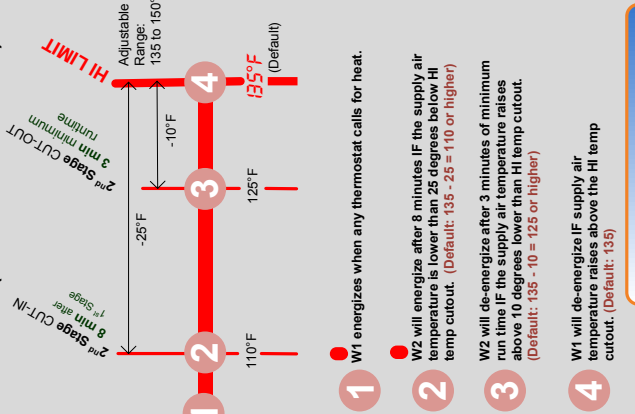 2nd Stage CUT-IN
8 min after
1st Stage
2nd Stage CUT-OUT
3 min minimum
runtime
HI LIMIT
Adjustable
Range:
135 to 150°
-25°F
-10°F
1
2
3
4
110°F
125°F
135°F
(Default)
1
W1 energizes when any thermostat calls for heat.
2
W2 will energize after 8 minutes IF the supply air
temperature is lower than 25 degrees below HI
temp cutout. (Default: 135 - 25 = 110 or higher)
3
W2 will de-energize after 3 minutes of minimum
run time IF the supply air temperature raises
above 10 degrees lower than HI temp cutout.
(Default: 135 - 10 = 125 or higher)
4
W1 will de-energize IF supply air
temperature raises above the HI temp
cutout. (Default: 135)